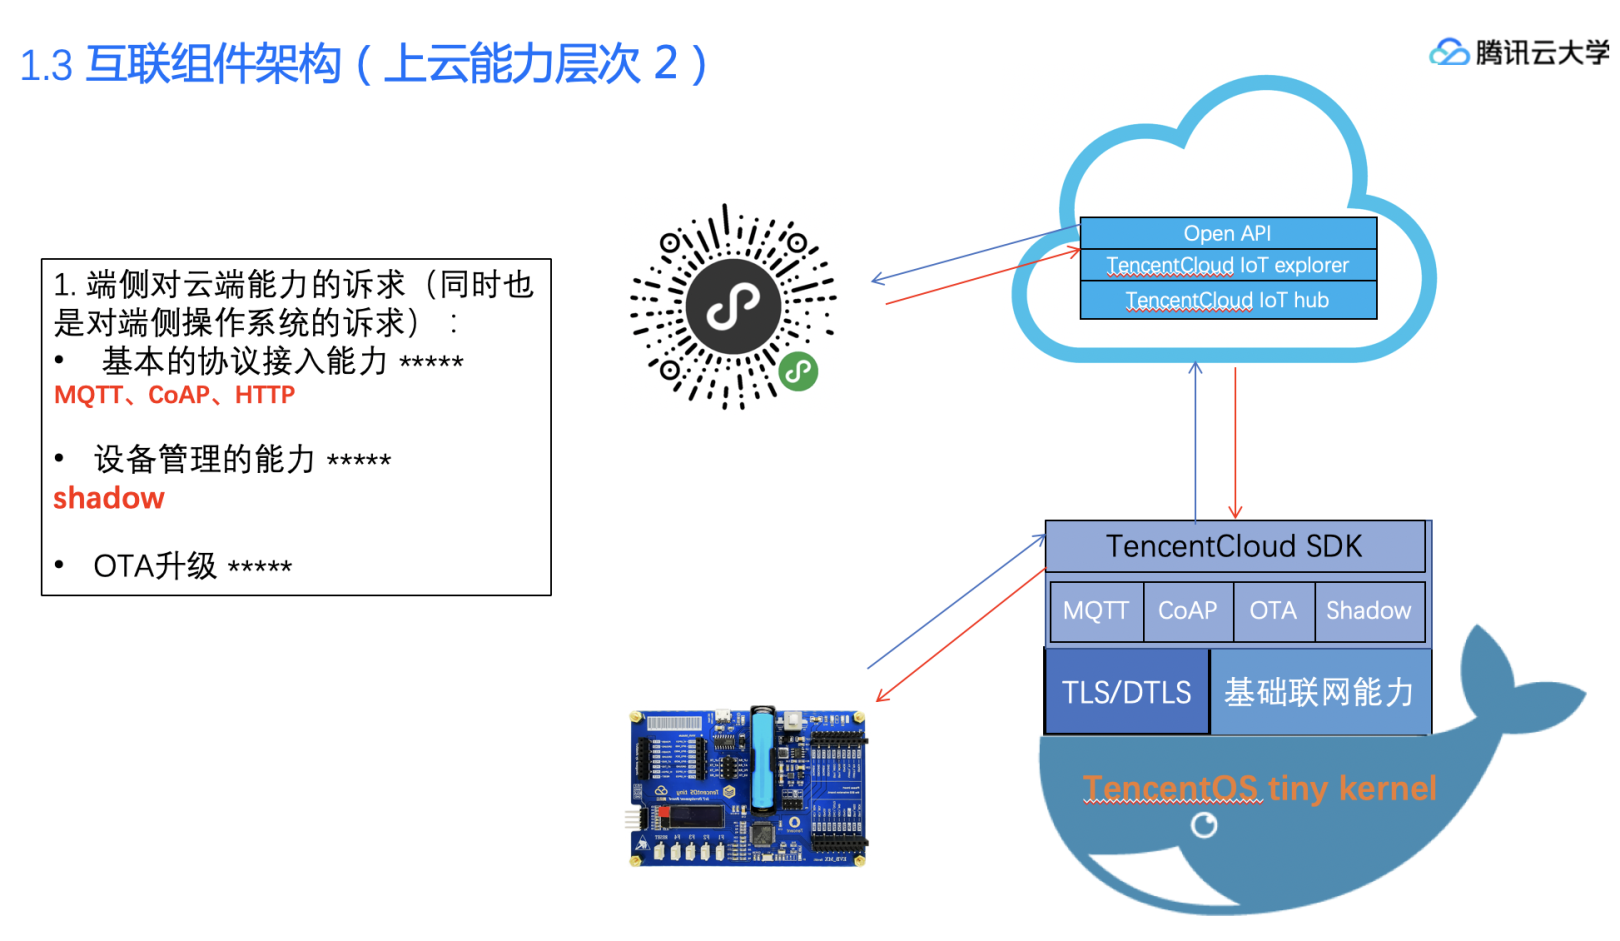 1.3 互联组件架构（上云能力层次 2）
腾讯云大学
1. 端侧对云端能力的诉求（同时也
是对端侧操作系统的诉求）：
• 基本的协议接入能力 *****
MQTT、CoAP、HTTP
• 设备管理的能力 *****
shadow
• OTA升级 *****
Open API
TencentCloud IoT explorer
TencentCloud IoT hub
TencentCloud SDK
MQTT CoAP OTA Shadow
TLS/DTLS 基础联网能力
TencentOS tiny kernel
TencentOS tiny